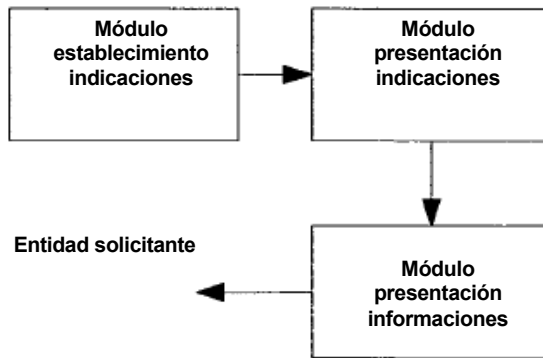 Módulo
establecimiento
indicaciones
Módulo
presentación
indicaciones
Entidad solicitante
Módulo
presentación
informaciones